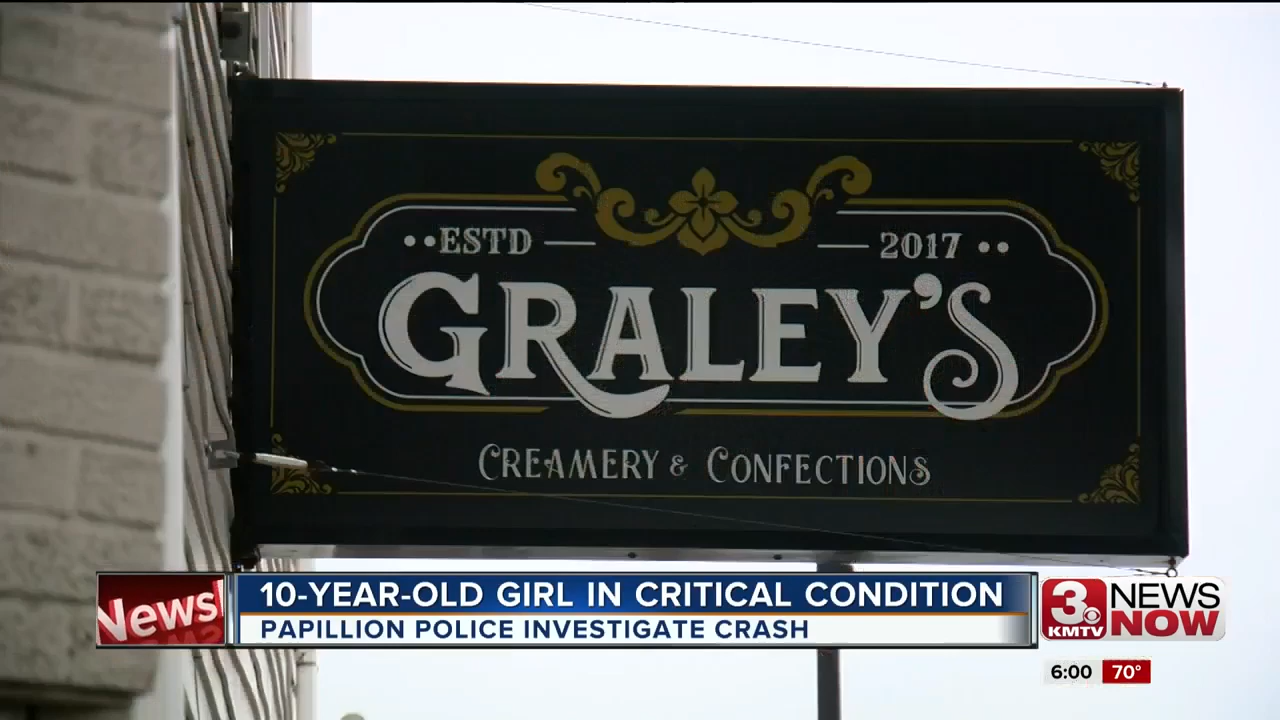 ••ESTD 2017••
GRALEY'S
CREAMERY & CONFECTIONS
News!
10-YEAR-OLD GIRL IN CRITICAL CONDITION
PAPILLION POLICE INVESTIGATE CRASH
3 KMTV
NEWS NOW
6:00 70°